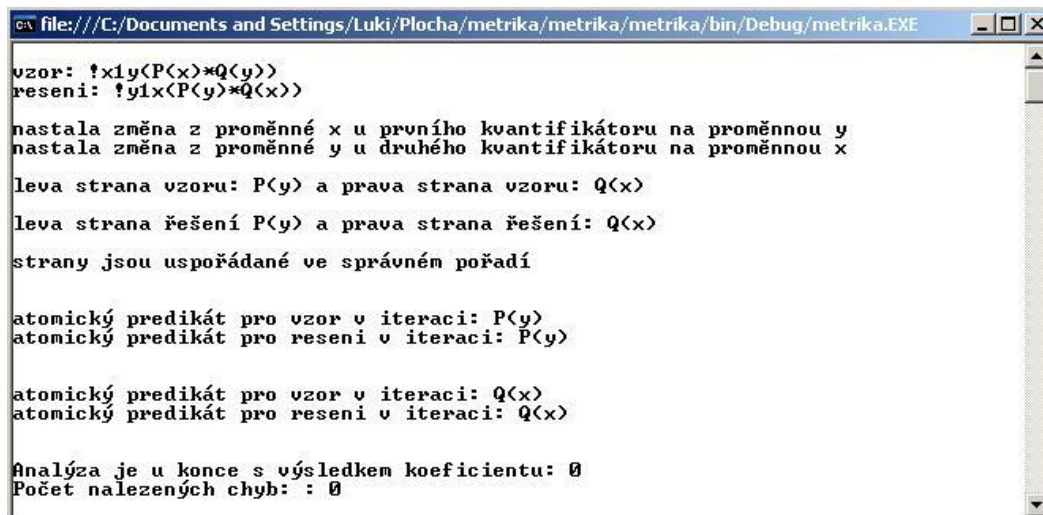 file:///C:/Documents and Settings/Luki/Plocha/metrika/metrika/metrika/bin/Debug/metrika.EXE
vzor: !x1y(P(x)*Q(y))
reseni: !y1x(P(y)*Q(x))
nastala změna z proměnné x u prvního kvantifikátoru na proměnnou y
nastala změna z proměnné y u druhého kvantifikátoru na proměnnou x
leva strana vzoru: P(y) a prava strana vzoru: Q(x)
leva strana řešení P(y) a prava strana řešení: Q(x)
strany jsou uspořádané ve správném pořadí
atomický predikát pro vzor v iteraci: P(y)
atomický predikát pro reseni v iteraci: P(y)
atomický predikát pro vzor v iteraci: Q(x)
atomický predikát pro reseni v iteraci: Q(x)
Analýza je u konce s výsledkem koeficientu: 0
Počet nalezených chyb: : 0